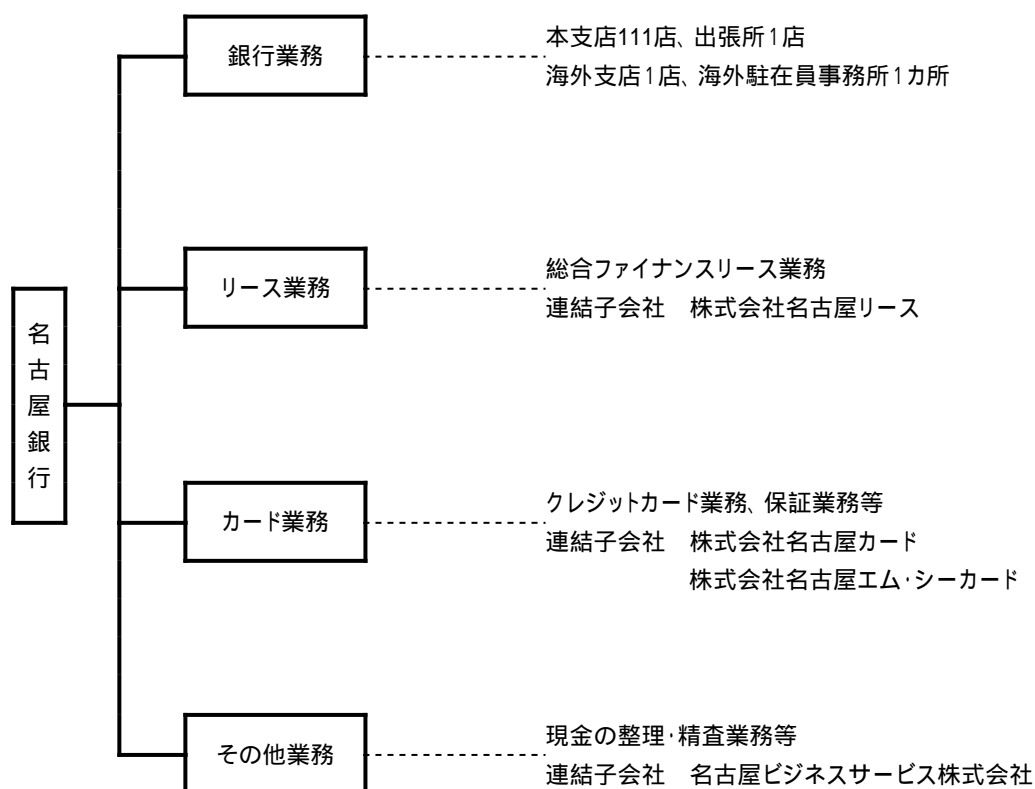 名古屋銀行
銀行業務
本支店111店、出張所1店
海外支店1店、海外駐在員事務所1カ所
リース業務
総合ファイナンスリース業務
連結子会社　株式会社名古屋リース
カード業務
クレジットカード業務、保証業務等
連結子会社　株式会社名古屋カード
株式会社名古屋エム・シーカード
その他業務
現金の整理・精査業務等
連結子会社　名古屋ビジネスサービス株式会社